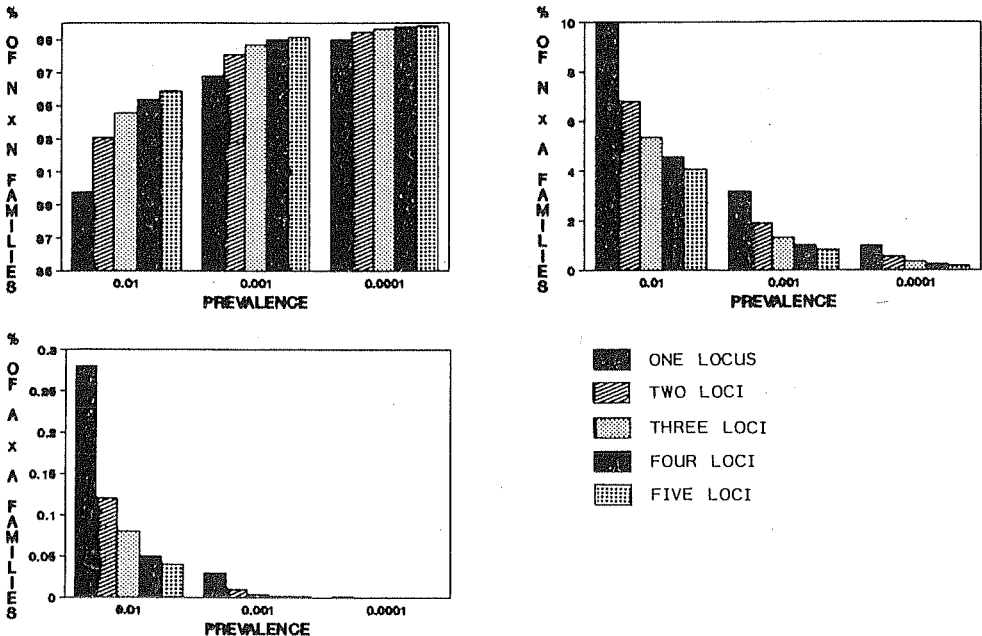 % OF N x N FAMILIES
99
97
95
93
91
89
87
85
0.01 0.001 0.0001
PREVALENCE
% OF N x A FAMILIES
10
8
6
4
2
0
0.01 0.001 0.0001
PREVALENCE
% OF A x A FAMILIES
0.3
0.25
0.2
0.15
0.1
0.05
0
0.01 0.001 0.0001
PREVALENCE
ONE LOCUS
TWO LOCI
THREE LOCI
FOUR LOCI
FIVE LOCI